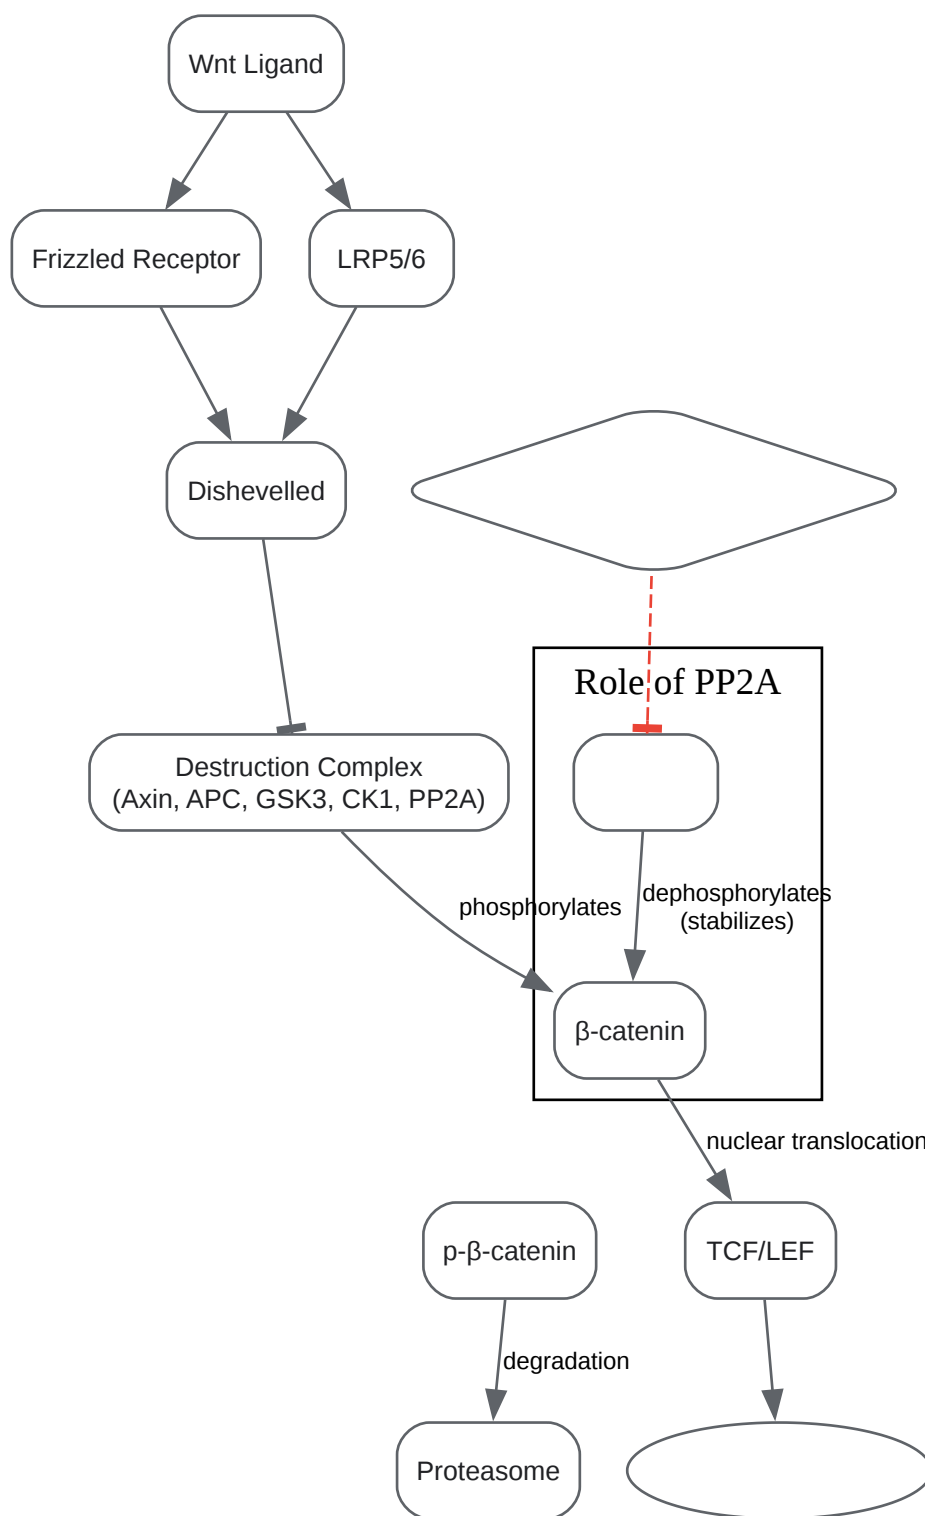 Wnt Ligand
Frizzled Receptor
LRP5/6
Dishevelled
Role of PP2A
Destruction Complex
(Axin, APC, GSK3, CK1, PP2A)
phosphorylates
dephosphorylates
(stabilizes)
β-catenin
nuclear translocation
p-β-catenin
TCF/LEF
degradation
Proteasome